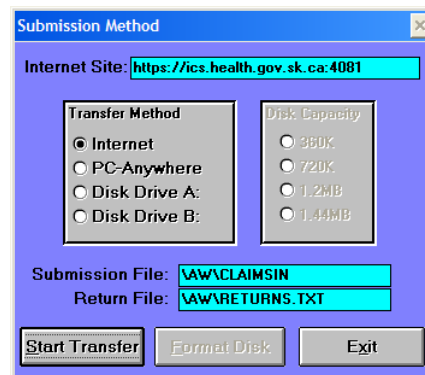 Submission Method
Internet Site: https://ics.health.gov.sk.ca:4081
Transfer Method
Internet
PC-Anywhere
Disk Drive A:
Disk Drive B:
Disk Capacity
360K
720K
1.2MB
1.44MB
Submission File: \AW\CLAIMSIN
Return File: \AW\RETURNS.TXT
Start Transfer Format Disk Exit